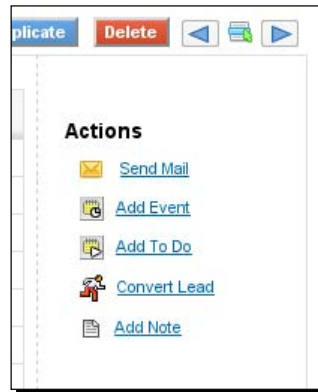 plicate Delete
Actions
Send Mail
Add Event
Add To Do
Convert Lead
Add Note